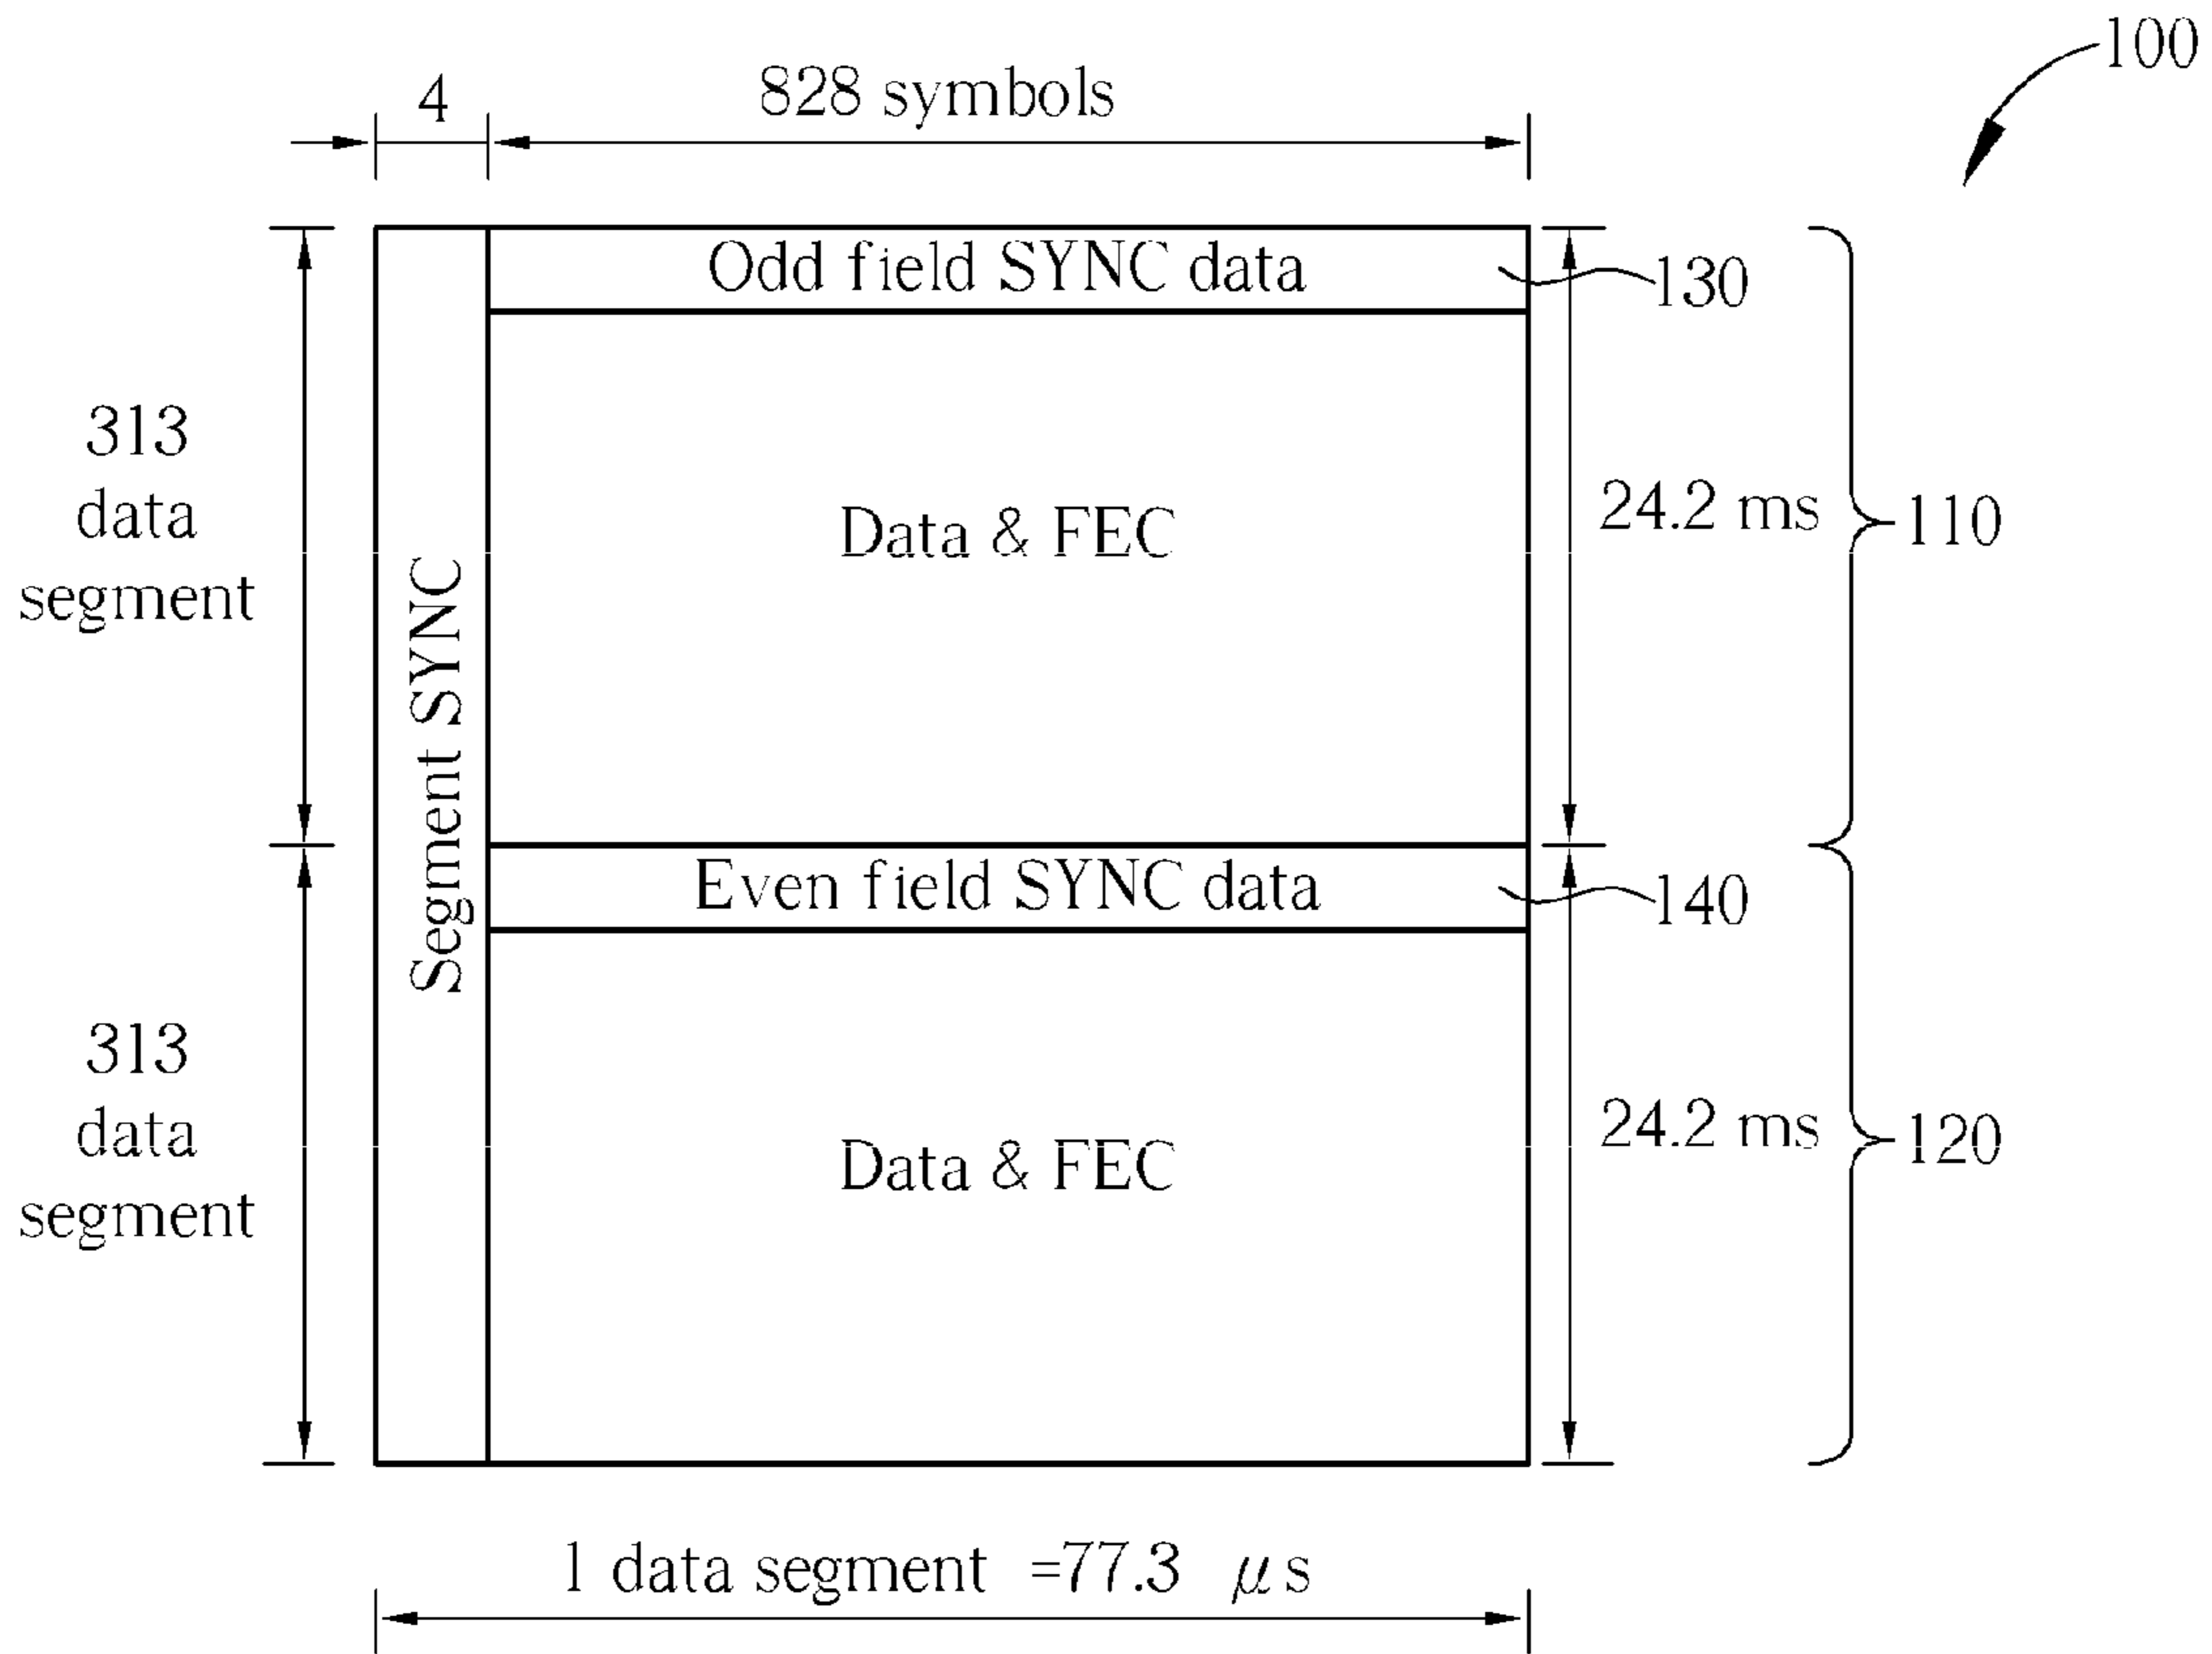 100
4
828 symbols
Odd field SYNC data
130
313
data
segment
Data & FEC
24.2 ms
110
Segment SYNC
Even field SYNC data
140
313
data
segment
Data & FEC
24.2 ms
120
1 data segment =77.3 μs